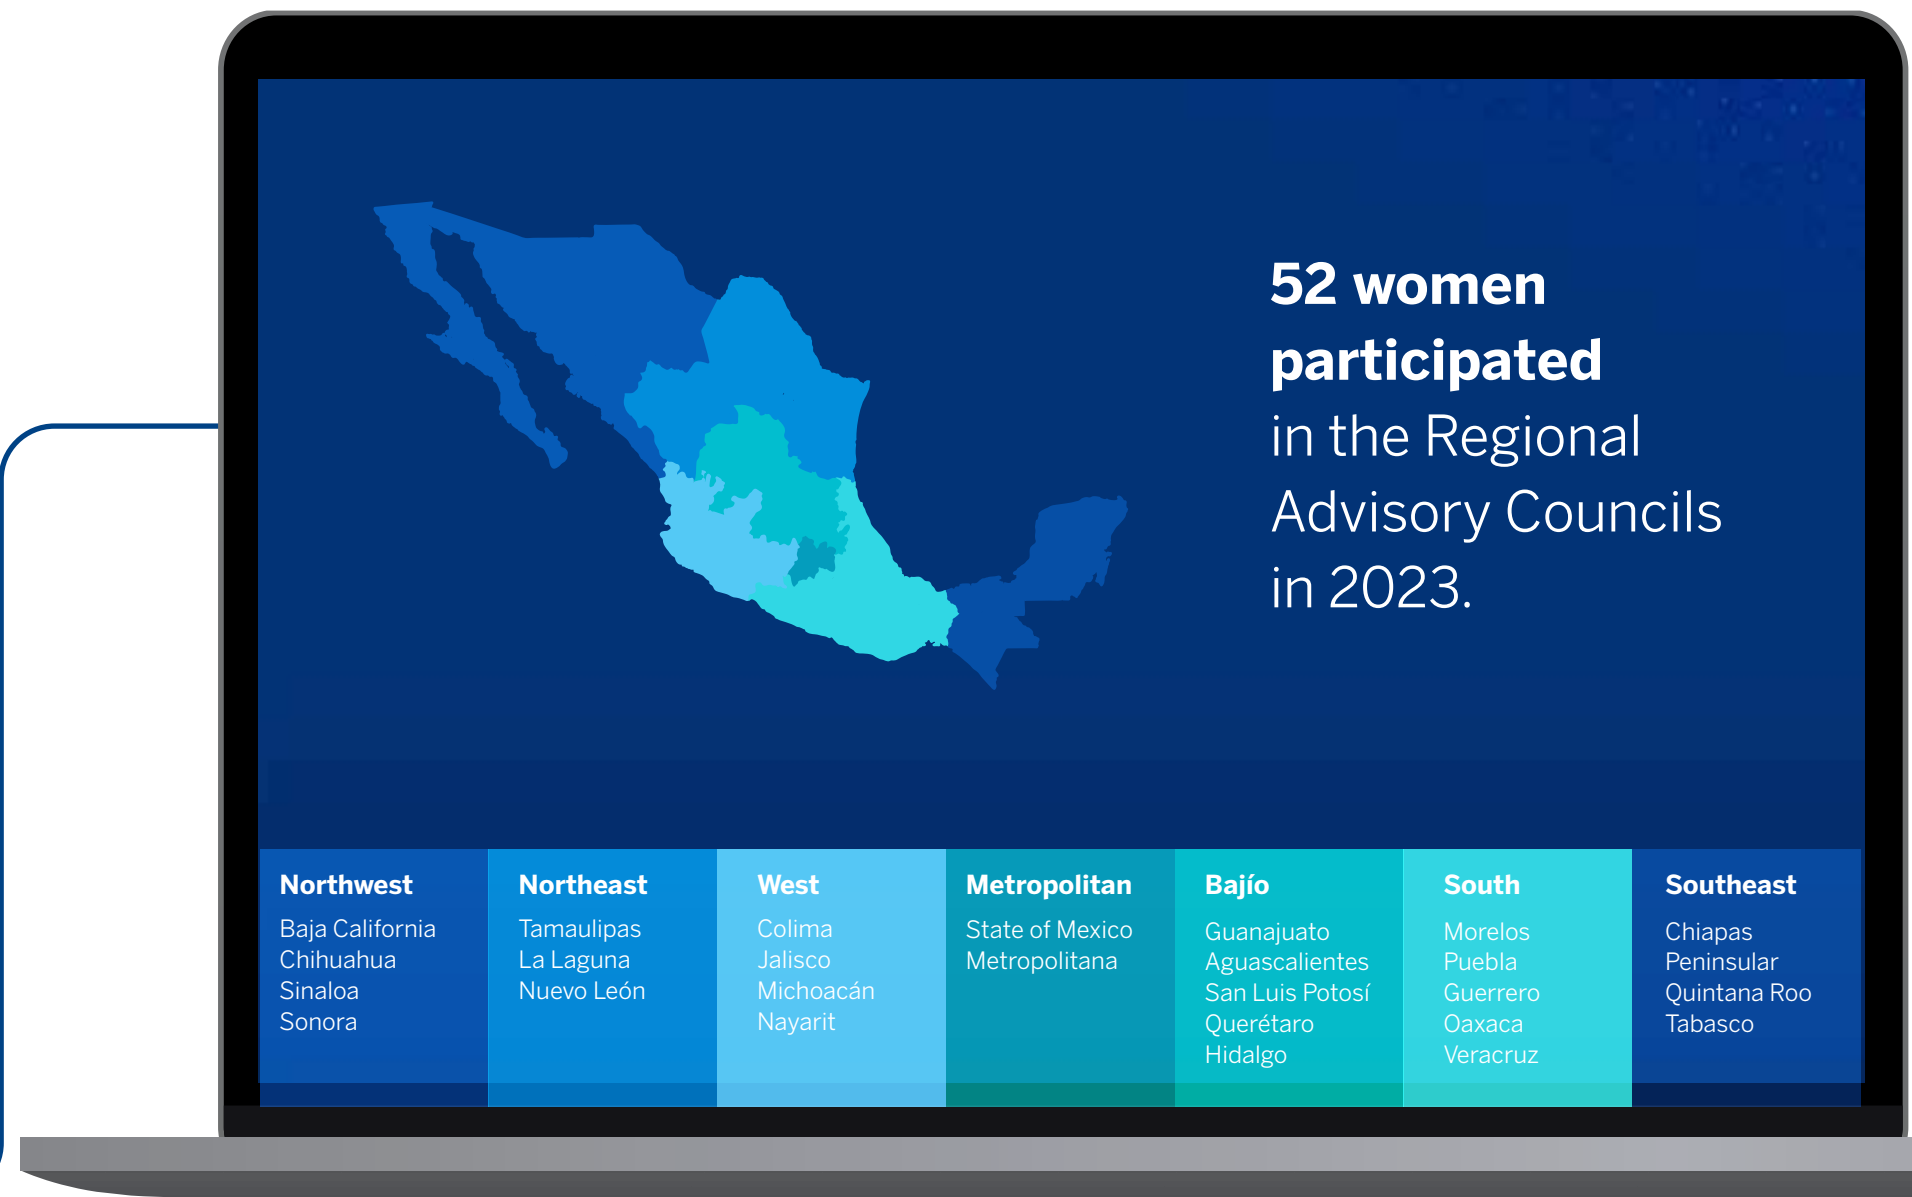 52 women
participated
in the Regional
Advisory Councils
in 2023.
Northwest
Baja California
Chihuahua
Sinaloa
Sonora
Northeast
Tamaulipas
La Laguna
Nuevo León
West
Colima
Jalisco
Michoacán
Nayarit
Metropolitan
State of Mexico
Metropolitana
Bajío
Guanajuato
Aguascalientes
San Luis Potosí
Querétaro
Hidalgo
South
Morelos
Puebla
Guerrero
Oaxaca
Veracruz
Southeast
Chiapas
Peninsular
Quintana Roo
Tabasco